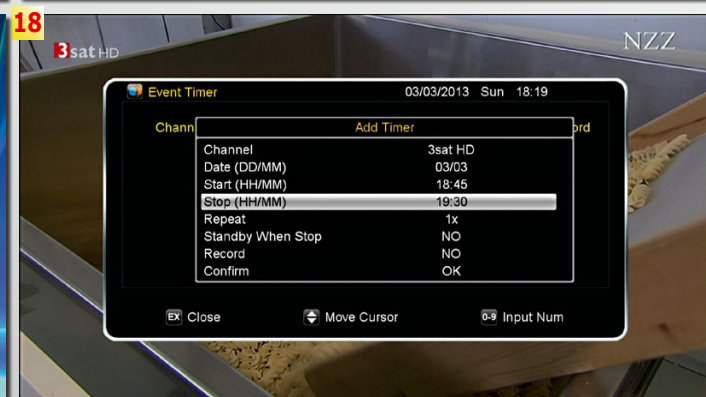 18
3sat HD
NZZ
Event Timer 03/03/2013 Sun 18:19
Chann Add Timer ord
Channel 3sat HD
Date (DD/MM) 03/03
Start (HH/MM) 18:45
Stop (HH/MM) 19:30
Repeat 1x
Standby When Stop NO
Record NO
Confirm OK
EX Close Move Cursor 0-9 Input Num